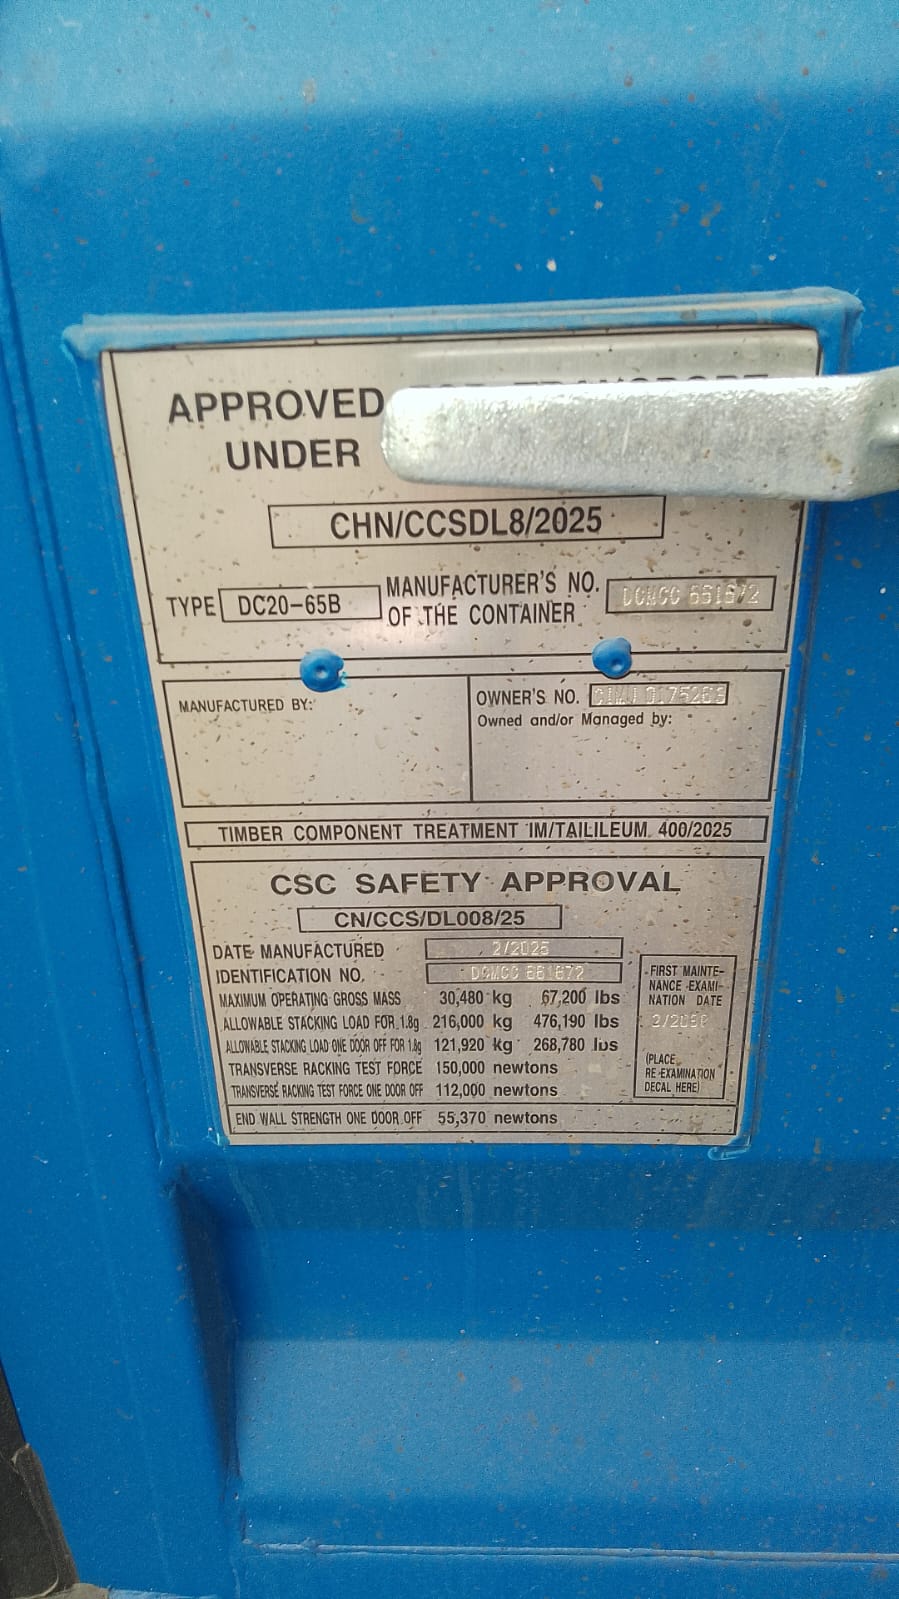 APPROVED
UNDER
CHN/CCSDL8/2025
TYPE DC20-65B MANUFACTURER'S NO. OF THE CONTAINER
MANUFACTURED BY:
OWNER'S NO.
Owned and/or Managed by:
TIMBER COMPONENT TREATMENT IM/TAILILEUM 400/2025
CSC SAFETY APPROVAL
CN/CCS/DL008/25
DATE MANUFACTURED 2/2025
IDENTIFICATION NO.
MAXIMUM OPERATING GROSS MASS 30,480 kg 67,200 lbs
ALLOWABLE STACKING LOAD FOR 1.8g 216,000 kg 476,190 lbs
ALLOWABLE STACKING LOAD ONE DOOR OFF FOR 1.8g 121,920 kg 268,780 lbs
TRANSVERSE RACKING TEST FORCE 150,000 newtons
TRANSVERSE RACKING TEST FORCE ONE DOOR OFF 112,000 newtons
END WALL STRENGTH ONE DOOR OFF 55,370 newtons
FIRST MAINTE-
NANCE EXAMI-
NATION DATE
(PLACE
RE-EXAMINATION
DECAL HERE)